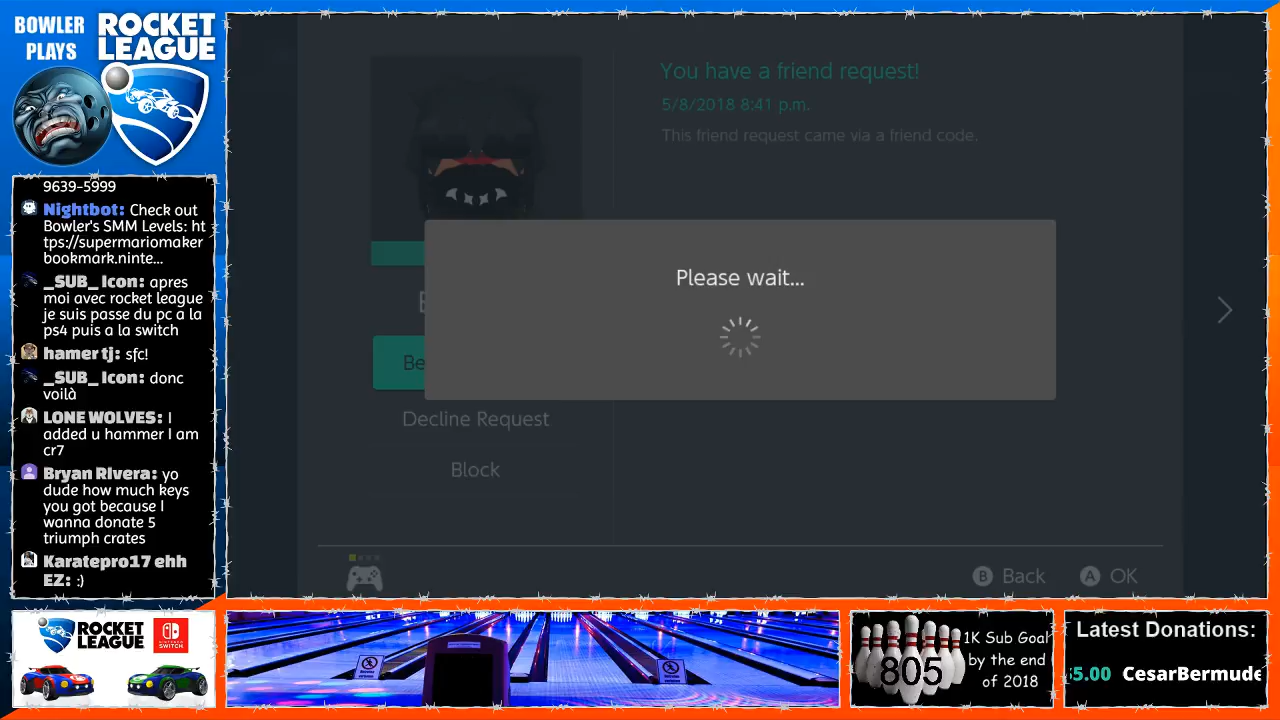 BOWLER
PLAYS
ROCKET
LEAGUE
9639-5999
Nightbot: Check out
Bowler's SMM Levels: ht
tps://supermariomaker
bookmark.ninte...
_SUB_ Icon: apres
moi avec rocket league
je suis passe du pc a la
ps4 puis a la switch
hamer tj: sfc!
_SUB_ Icon: donc
voilà
LONE WOLVES: I
added u hammer I am
cr7
Bryan RIvera: yo
dude how much keys
you got because I
wanna donate 5
triumph crates
Karatepro17 ehh
EZ: :)
You have a friend request!
5/8/2018 8:41 p.m.
This friend request came via a friend code.
Please wait...
Be
Decline Request
Block
B Back
A OK
ROCKET
LEAGUE
NINTENDO
SWITCH
805
1K Sub Goal
by the end
of 2018
Latest Donations:
5.00 CesarBermude